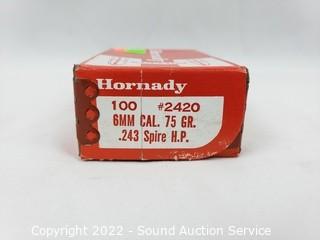 Hornady
100 #2420
6MM CAL. 75 GR.
.243 Spire H.P.
Copyright 2022 - Sound Auction Service